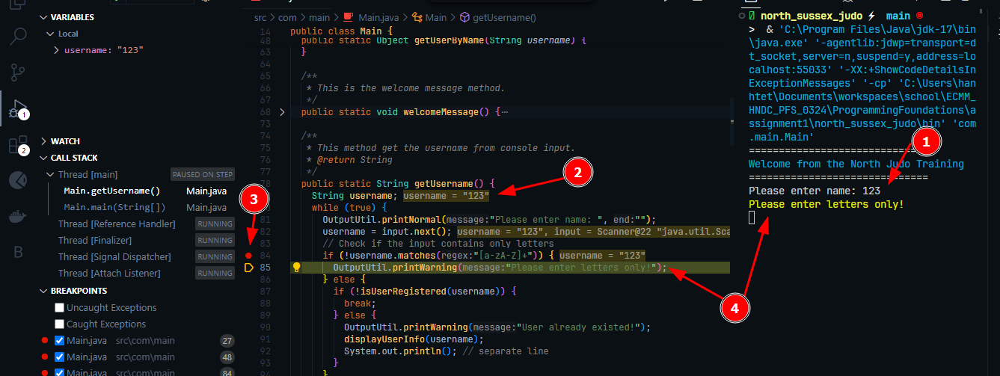 VARIABLES
Local
username: "123"
WATCH
CALL STACK
Thread [main] PAUSED ON STEP
Main.getUsername() Main.java
Main.main(String[]) Main.java
Thread [Reference Handler] RUNNING
Thread [Finalizer] RUNNING
Thread [Signal Dispatcher] RUNNING
Thread [Attach Listener] RUNNING
BREAKPOINTS
Uncaught Exceptions
Caught Exceptions
Main.java src\com\main 27
Main.java src\com\main 48
Main.java src\com\main 84
1
2
B
src > com > main > Main.java > Main > getUsername()
14 public class Main {
48 public static Object getUserByName(String username) {
63 }
64
65 /**
66 * This is the welcome message method.
67 */
68 public static void welcomeMessage() {…
73
74 /**
75 * This method get the username from console input.
76 * @return String
77 */
78 public static String getUsername() {
String username; username = "123"
while (true) {
81 OutputUtil.printNormal(message:"Please enter name: ", end:"");
82 username = input.next(); username = "123", input = Scanner@22 "java.util.Sca
83 // Check if the input contains only letters
84 if (!username.matches(regex:"[a-zA-Z]+")) { username = "123"
85 OutputUtil.printWarning(message:"Please enter letters only!");
86 } else {
87 if (!isUserRegistered(username)) {
88 break;
89 } else {
90 OutputUtil.printWarning(message:"User already existed!");
91 displayUserInfo(username);
92 System.out.println(); // separate line
93 }
94 }
north_sussex_judo main
> & 'C:\Program Files\Java\jdk-17\bin
\java.exe' '-agentlib:jdwp=transport=d
t_socket,server=n,suspend=y,address=lo
calhost:55033' '-XX:+ShowCodeDetailsIn
ExceptionMessages' '-cp' 'C:\Users\han
htet\Documents\workspaces\school\ECMM_
HNDC_PFS_0324\ProgrammingFoundations\a
ssignment1\north_sussex_judo\bin' 'com
.main.Main'
==============================
Welcome from the North Judo Training
==============================
Please enter name: 123
Please enter letters only!
1
2
3
4